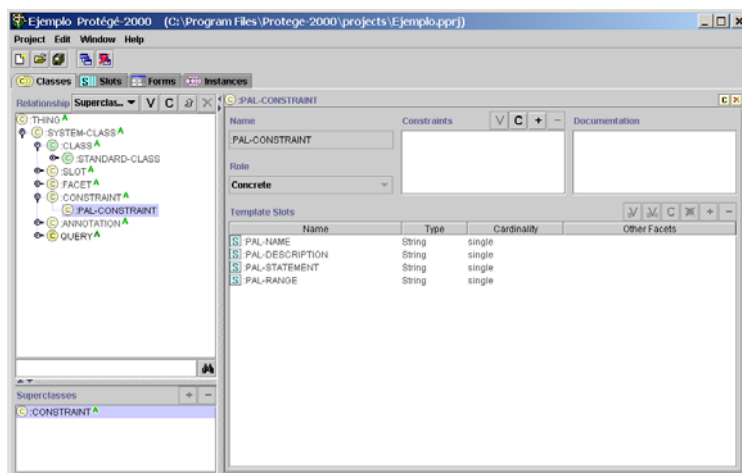 Ejemplo Protégé-2000 (C:\Program Files\Protege-2000\projects\Ejemplo.pprj)
Project Edit Window Help
C Classes S Slots Forms Instances
Relationship Superclas... V C
C :THING A
C :SYSTEM-CLASS A
C :CLASS A
C :STANDARD-CLASS
C :SLOT A
C :FACET A
C :CONSTRAINT A
C :PAL-CONSTRAINT
C :ANNOTATION A
C QUERY A
Superclasses + -
C :CONSTRAINT A
C :PAL-CONSTRAINT C X
Name Constraints V C + - Documentation
PAL-CONSTRAINT
Role
Concrete
Template Slots V V C X + -
Name Type Cardinality Other Facets
S :PAL-NAME String single
S :PAL-DESCRIPTION String single
S :PAL-STATEMENT String single
S :PAL-RANGE String single